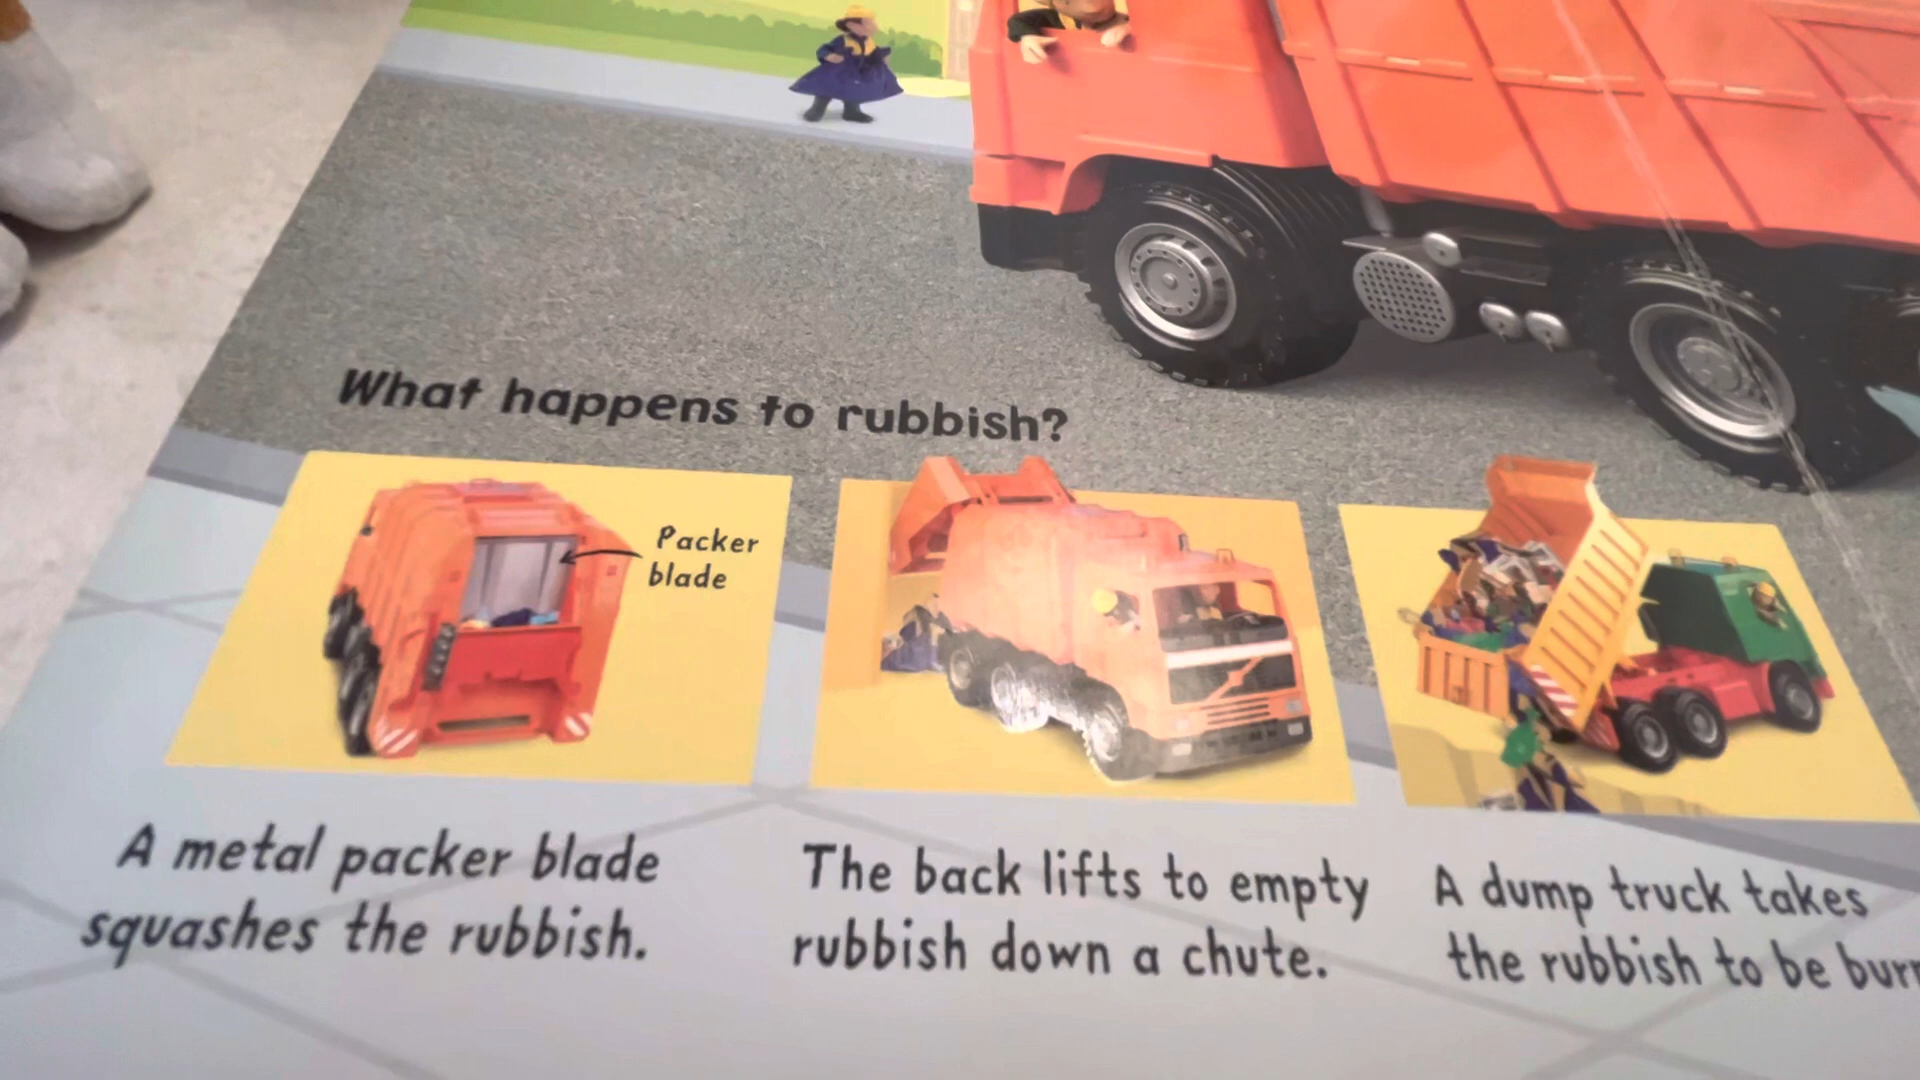 What happens to rubbish?
Packer
blade
A metal packer blade
squashes the rubbish.
The back lifts to empty
rubbish down a chute.
A dump truck takes
the rubbish to be